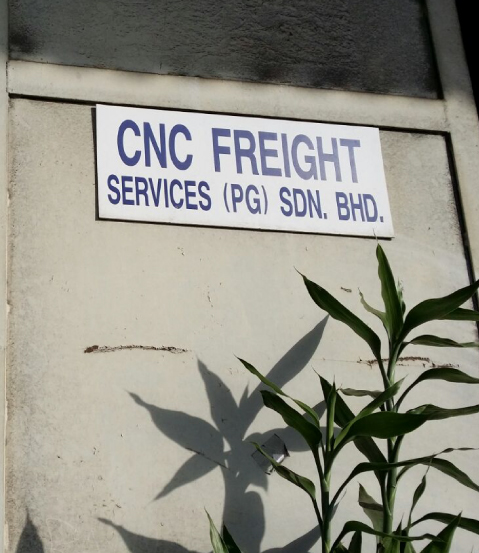 CNC FREIGHT
SERVICES (PG) SDN. BHD.